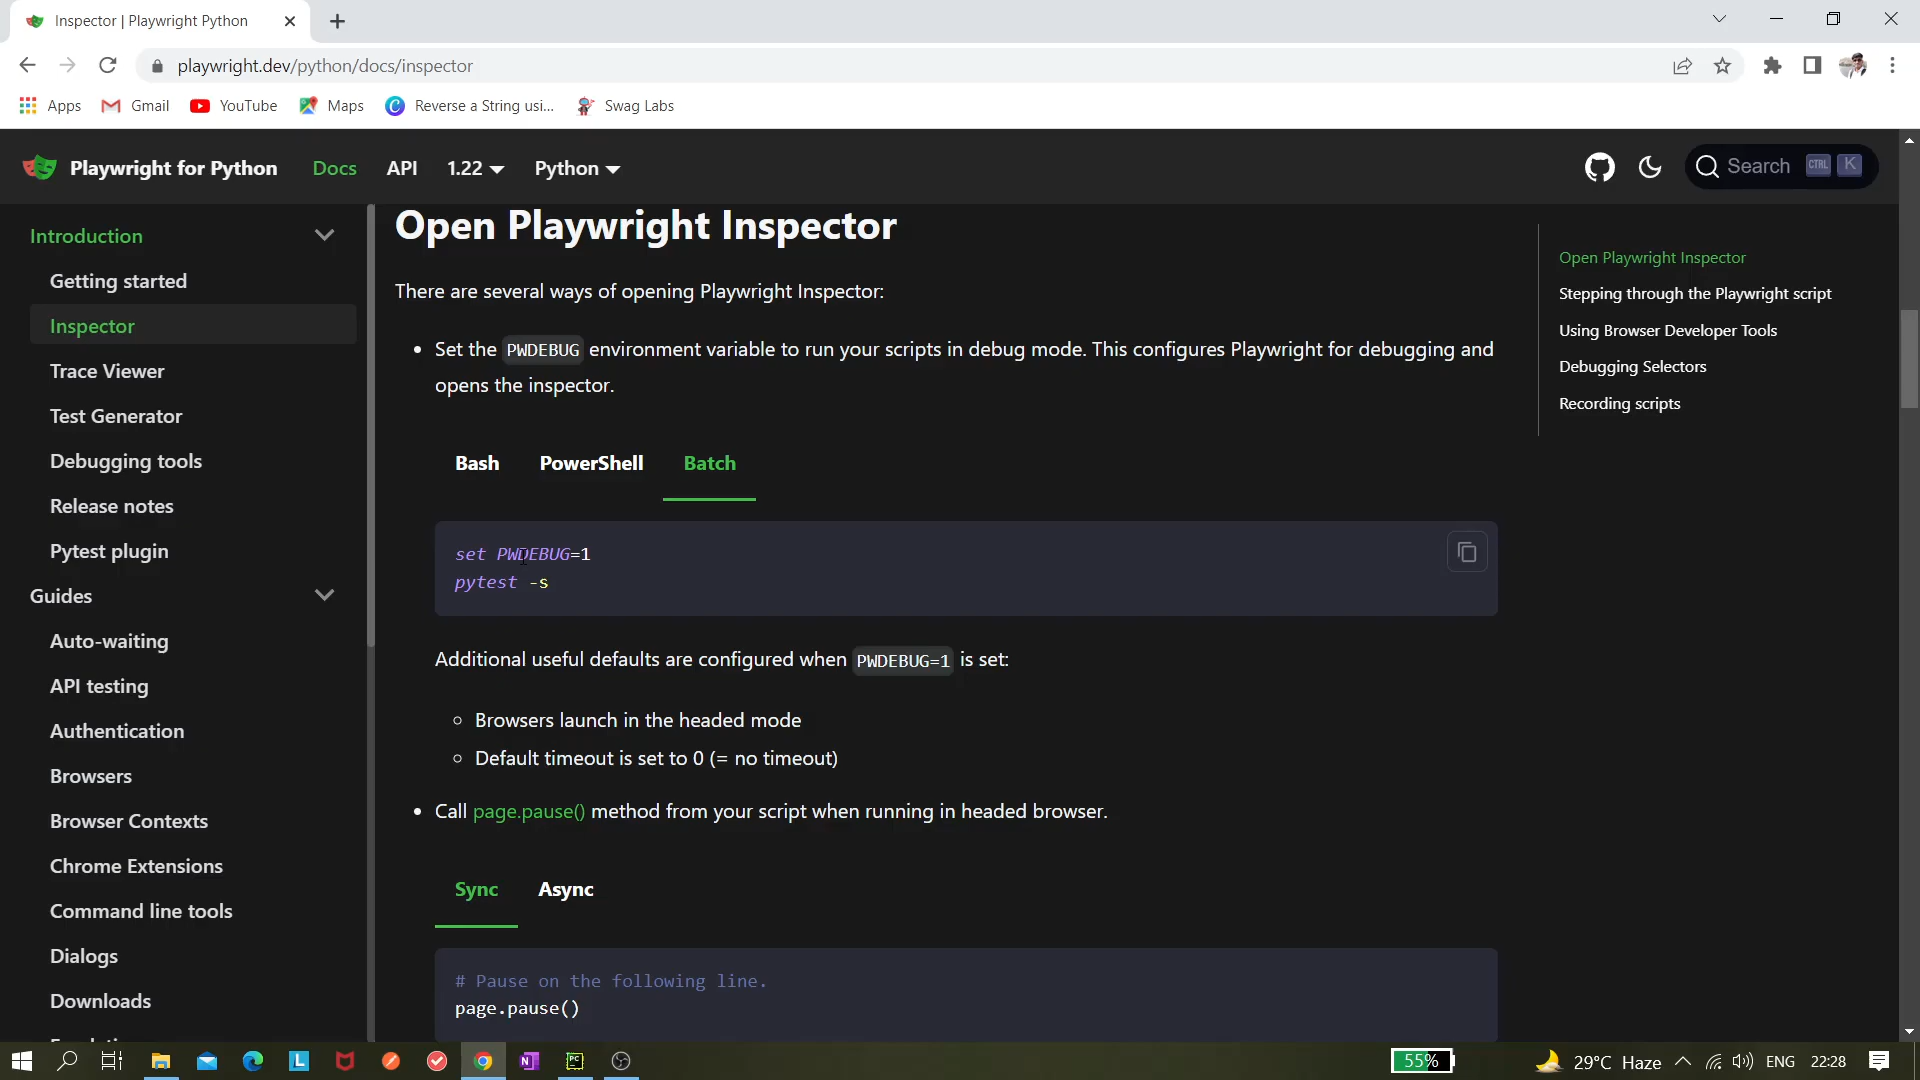 Inspector | Playwright Python
playwright.dev/python/docs/inspector
Apps
Gmail
YouTube
Maps
Reverse a String usi...
Swag Labs
Playwright for Python
Docs
API
1.22
Python
Search
CTRL
K
Introduction
Getting started
Inspector
Trace Viewer
Test Generator
Debugging tools
Release notes
Pytest plugin
Guides
Auto-waiting
API testing
Authentication
Browsers
Browser Contexts
Chrome Extensions
Command line tools
Dialogs
Downloads
Open Playwright Inspector
There are several ways of opening Playwright Inspector:
Set the PWDEBUG environment variable to run your scripts in debug mode. This configures Playwright for debugging and
opens the inspector.
Bash
PowerShell
Batch
set PWDEBUG=1
pytest -s
Additional useful defaults are configured when PWDEBUG=1 is set:
Browsers launch in the headed mode
Default timeout is set to 0 (= no timeout)
Call page.pause() method from your script when running in headed browser.
Sync
Async
# Pause on the following line.
page.pause()
Open Playwright Inspector
Stepping through the Playwright script
Using Browser Developer Tools
Debugging Selectors
Recording scripts
55%
29°C Haze
ENG
22:28